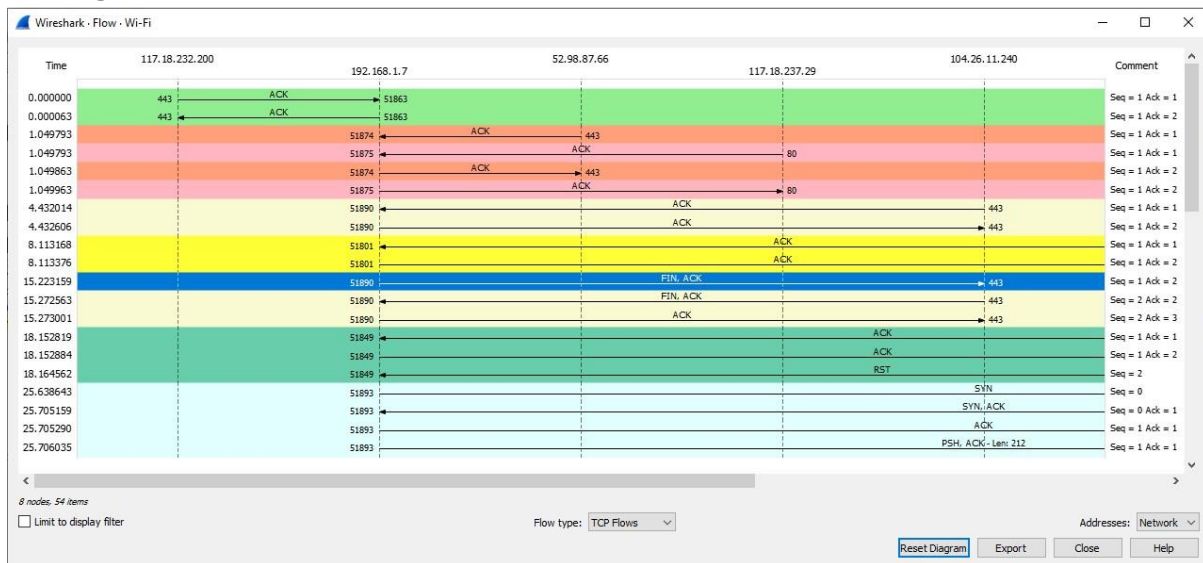 Wireshark · Flow · Wi-Fi
Time 117.18.232.200 192.168.1.7 52.98.87.66 117.18.237.29 104.26.11.240 Comment
0.000000 443 ACK 51863 Seq = 1 Ack = 1
0.000063 443 ACK 51863 Seq = 1 Ack = 2
1.049793 51874 ACK 443 Seq = 1 Ack = 1
1.049793 51875 ACK 80 Seq = 1 Ack = 1
1.049863 51874 ACK 443 Seq = 1 Ack = 2
1.049963 51875 ACK 80 Seq = 1 Ack = 2
4.432014 51890 ACK 443 Seq = 1 Ack = 1
4.432606 51890 ACK 443 Seq = 1 Ack = 2
8.113168 51801 ACK Seq = 1 Ack = 1
8.113376 51801 ACK Seq = 1 Ack = 2
15.223159 51890 FIN, ACK 443 Seq = 1 Ack = 2
15.272563 51890 FIN, ACK 443 Seq = 2 Ack = 2
15.273001 51890 ACK 443 Seq = 2 Ack = 3
18.152819 51849 ACK Seq = 1 Ack = 1
18.152884 51849 ACK Seq = 1 Ack = 2
18.164562 51849 RST Seq = 2
25.638643 51893 SYN Seq = 0
25.705159 51893 SYN, ACK Seq = 0 Ack = 1
25.705290 51893 ACK Seq = 1 Ack = 1
25.706035 51893 PSH, ACK - Len: 212 Seq = 1 Ack = 1
8 nodes, 54 items
Limit to display filter Flow type: TCP Flows Addresses: Network
Reset Diagram Export Close Help